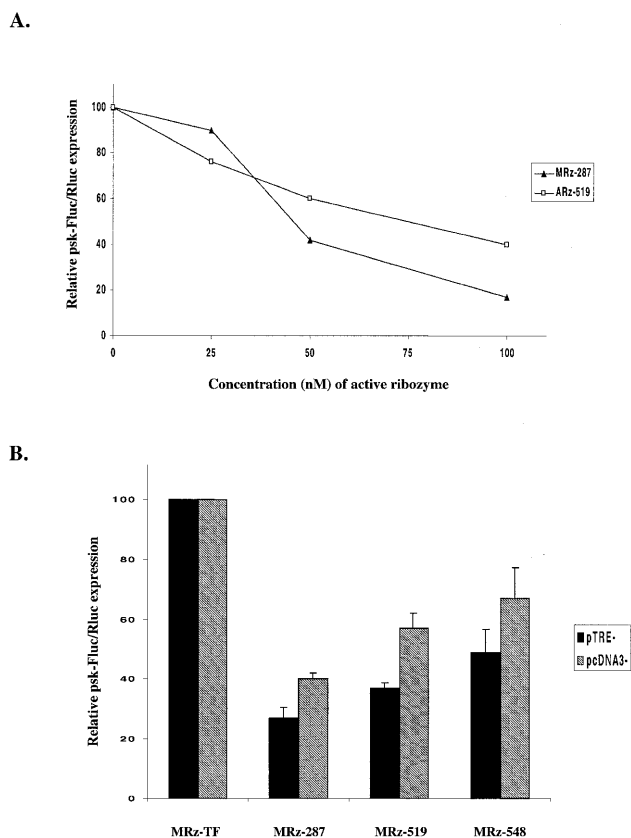 A.
Relative psk-Fluc/Rluc expression
100
80
60
40
20
0
0 25 50 75 100
Concentration (nM) of active ribozyme
MRz-287
ARz-519
B.
Relative psk-Fluc/Rluc expression
100
80
60
40
20
0
MRz-TF MRz-287 MRz-519 MRz-548
pTRE-
pcDNA3-